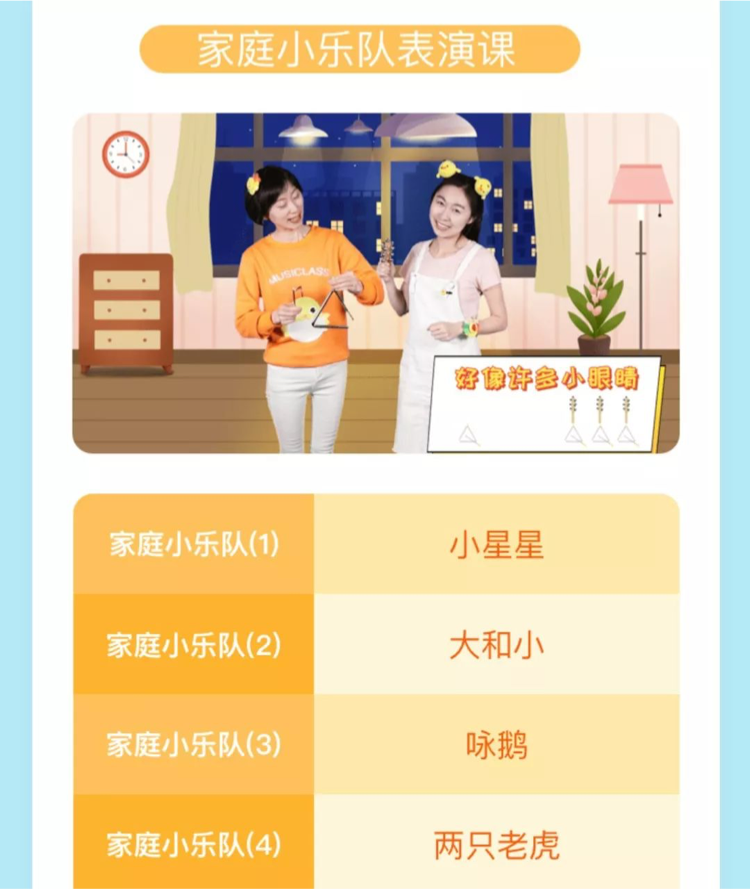 家庭小乐队表演课
MUSICLASS
好像许多小眼睛
家庭小乐队(1)
小星星
家庭小乐队(2)
大和小
家庭小乐队(3)
咏鹅
家庭小乐队(4)
两只老虎